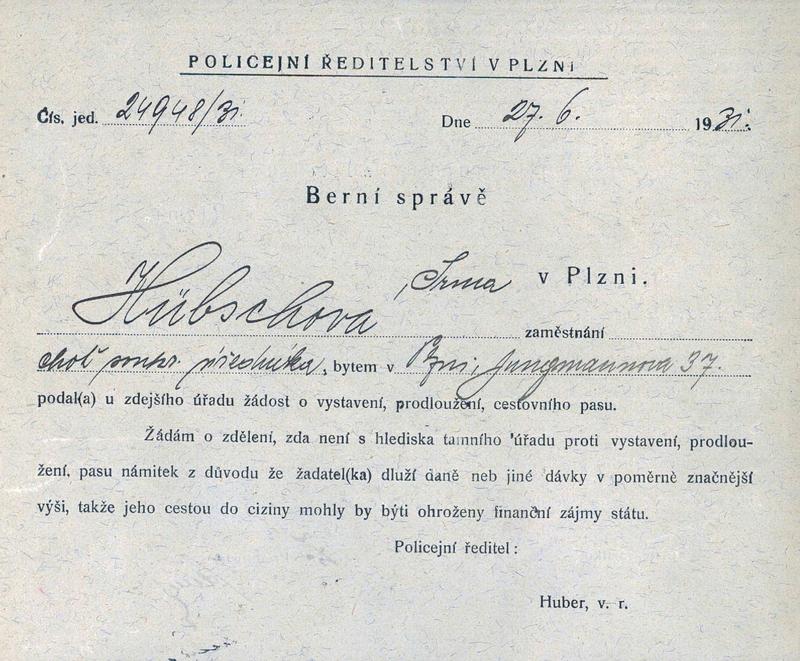 POLICEJNÍ ŘEDITELSTVÍ V PLZNI
Čís. jed. 24948/31. Dne 27. 6. 1931.
Berní správě
Hübschova, Irma v Plzni.
zaměstnání
choť soukr. úředníka, bytem v Plzni, Jungmannova 37.
podal(a) u zdejšího úřadu žádost o vystavení, prodloužení, cestovního pasu.
Žádám o zdělení, zda není s hlediska tamního úřadu proti vystavení, prodlou-
žení, pasu námitek z důvodu že žadatel(ka) dluží daně neb jiné dávky v poměrně značnější
výši, takže jeho cestou do ciziny mohly by býti ohroženy finanční zájmy státu.
Policejní ředitel :
Huber, v. r.